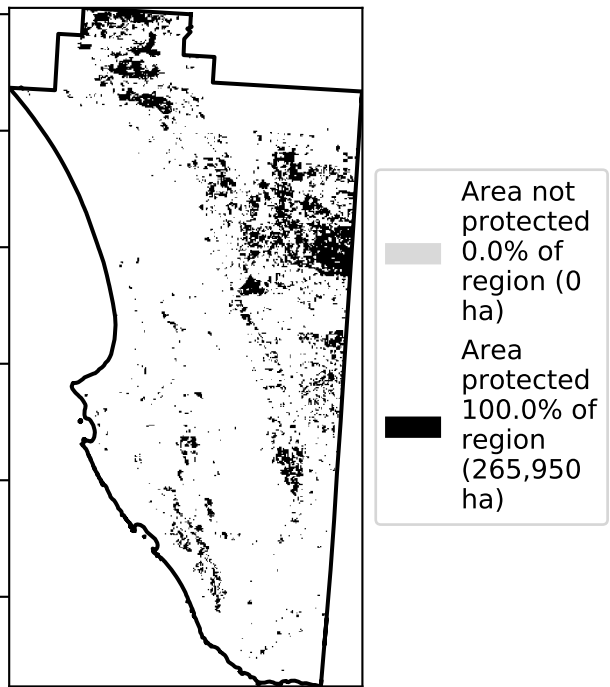 Area not
protected
0.0% of
region (0
ha)
Area
protected
100.0% of
region
(265,950
ha)